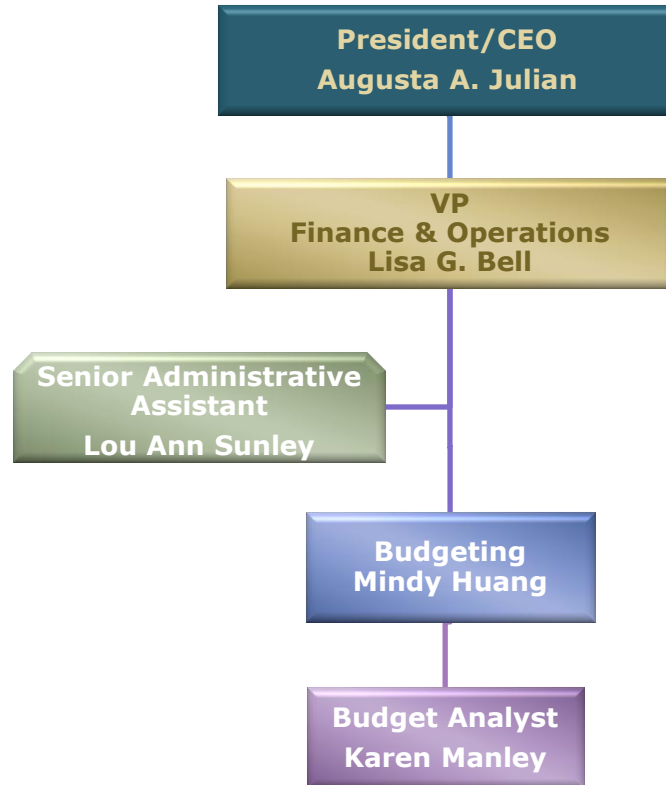 President/CEO
Augusta A. Julian
VP
Finance & Operations
Lisa G. Bell
Senior Administrative
Assistant
Lou Ann Sunley
Budgeting
Mindy Huang
Budget Analyst
Karen Manley